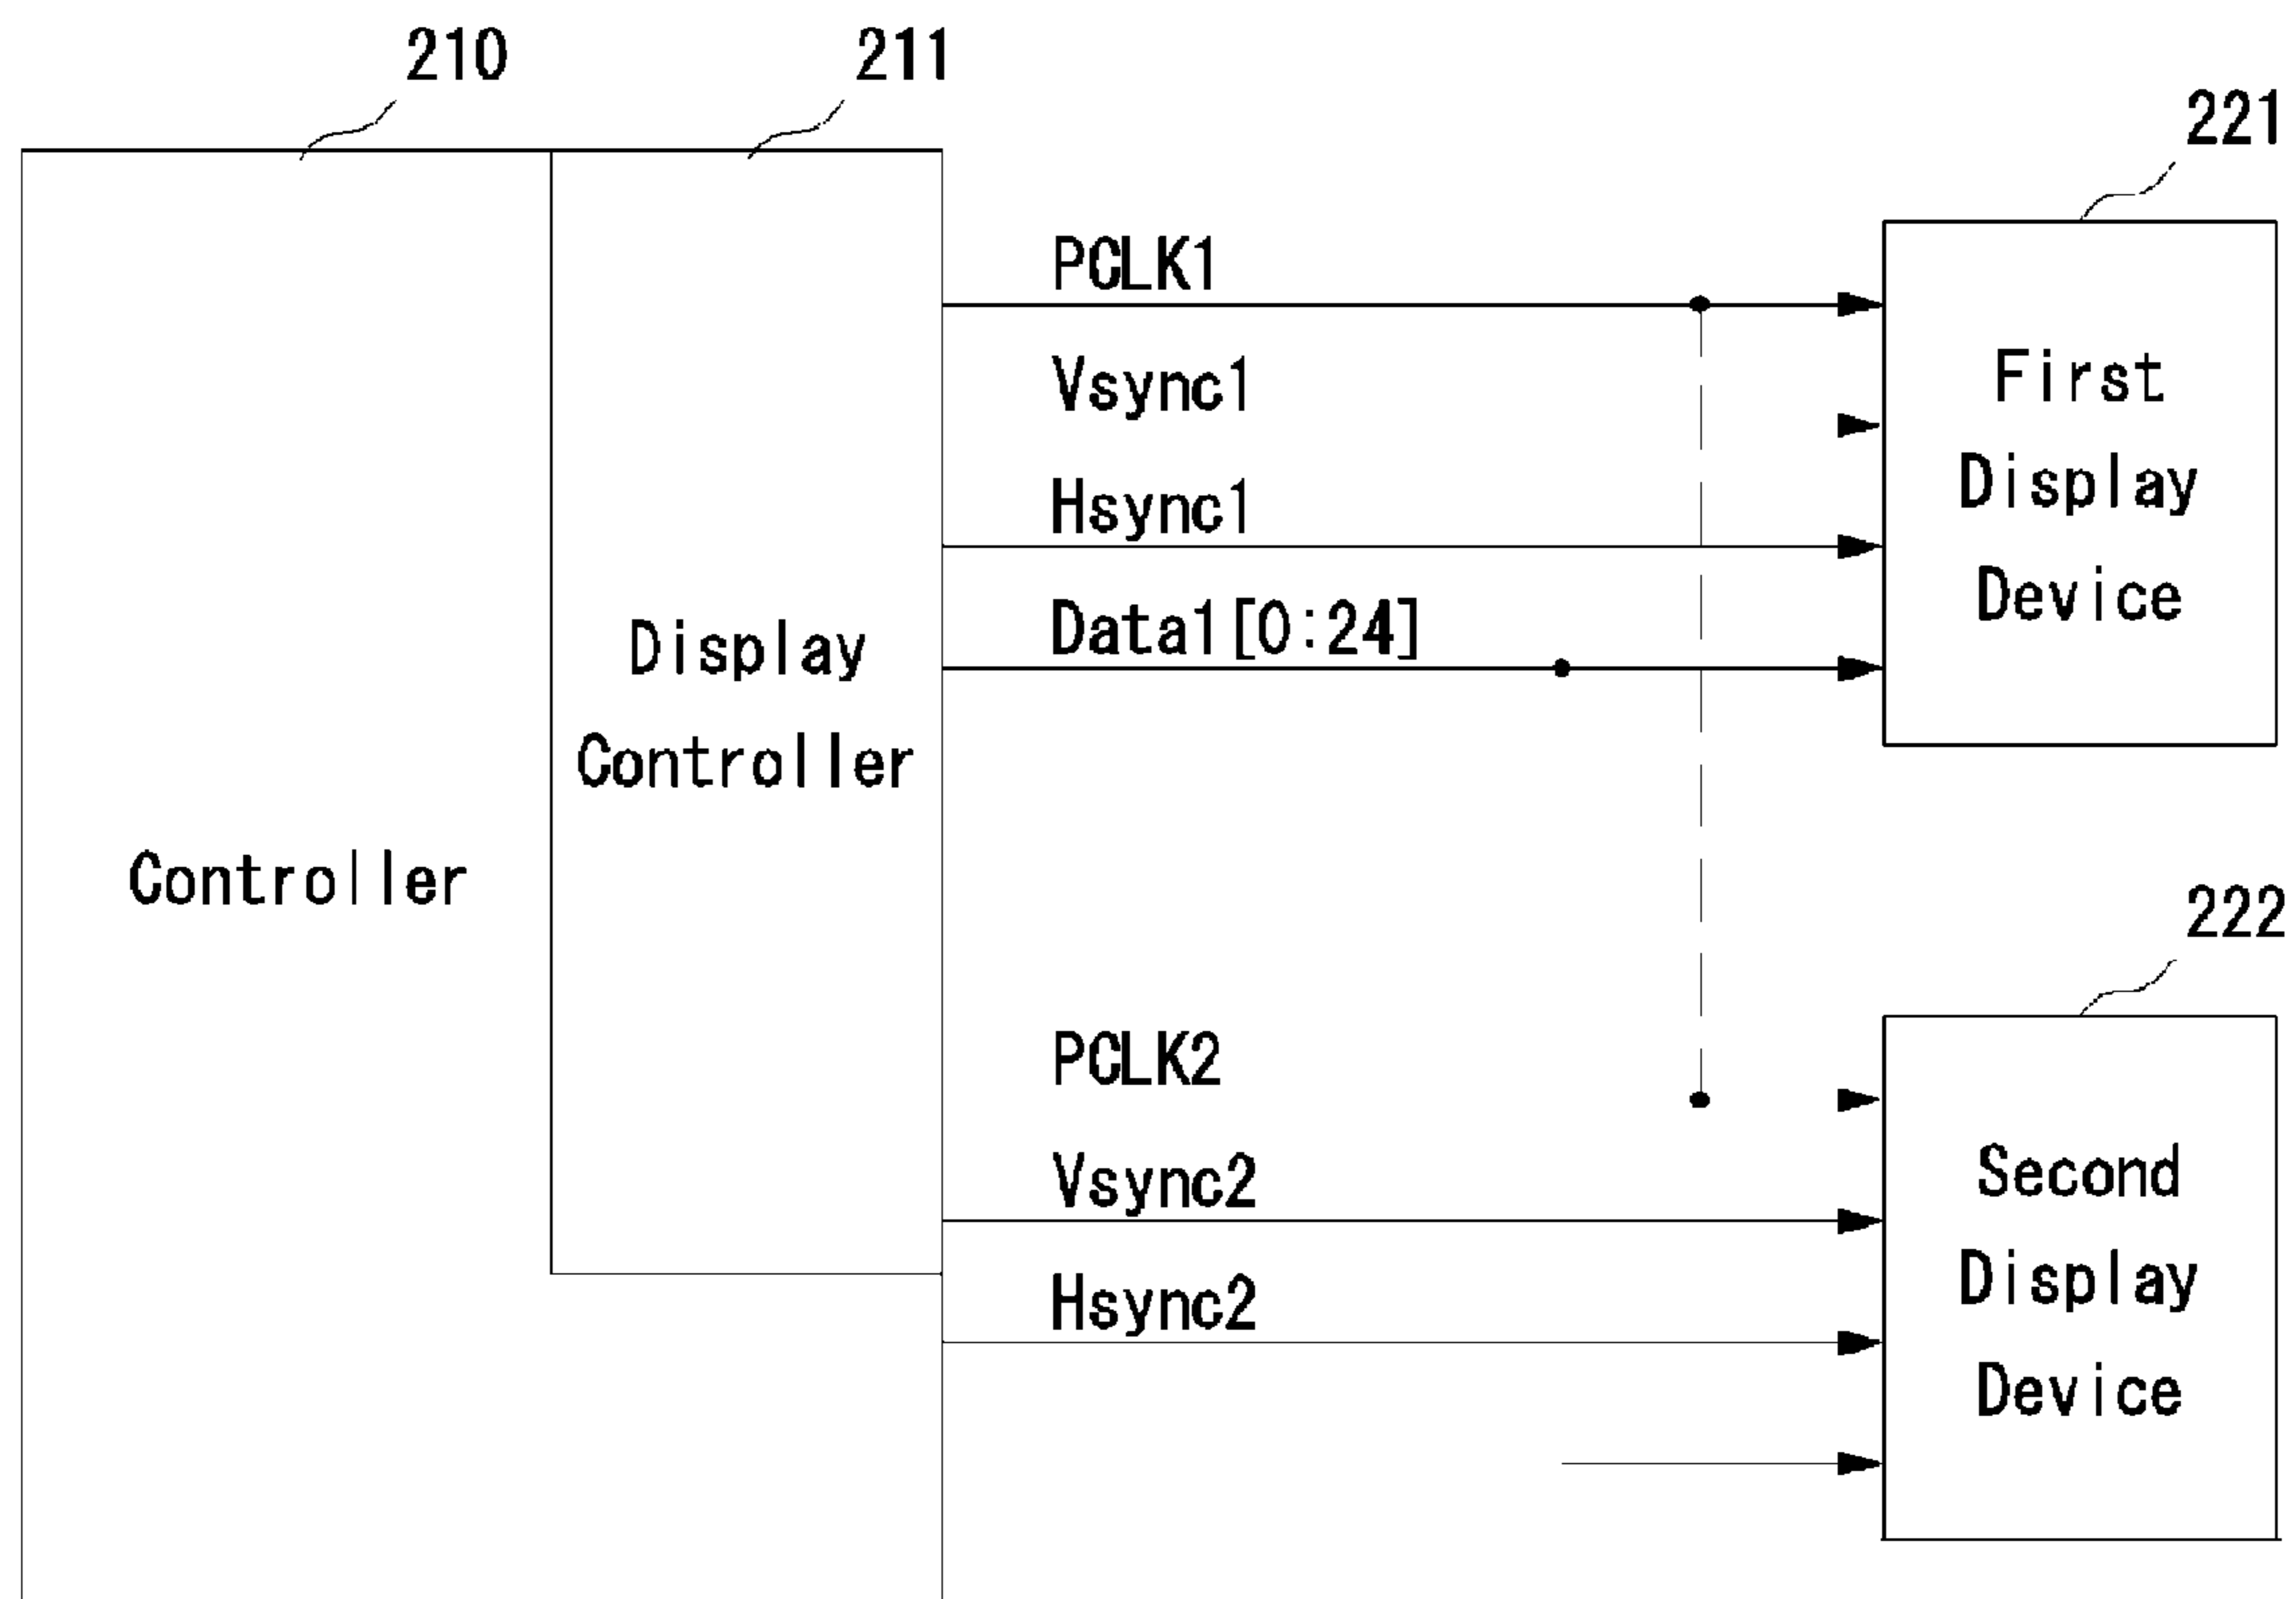 210
211
221
PCLK1
Vsync1
Hsync1
Data1[0:24]
First
Display
Device
Display
Controller
Controller
222
PCLK2
Vsync2
Hsync2
Second
Display
Device